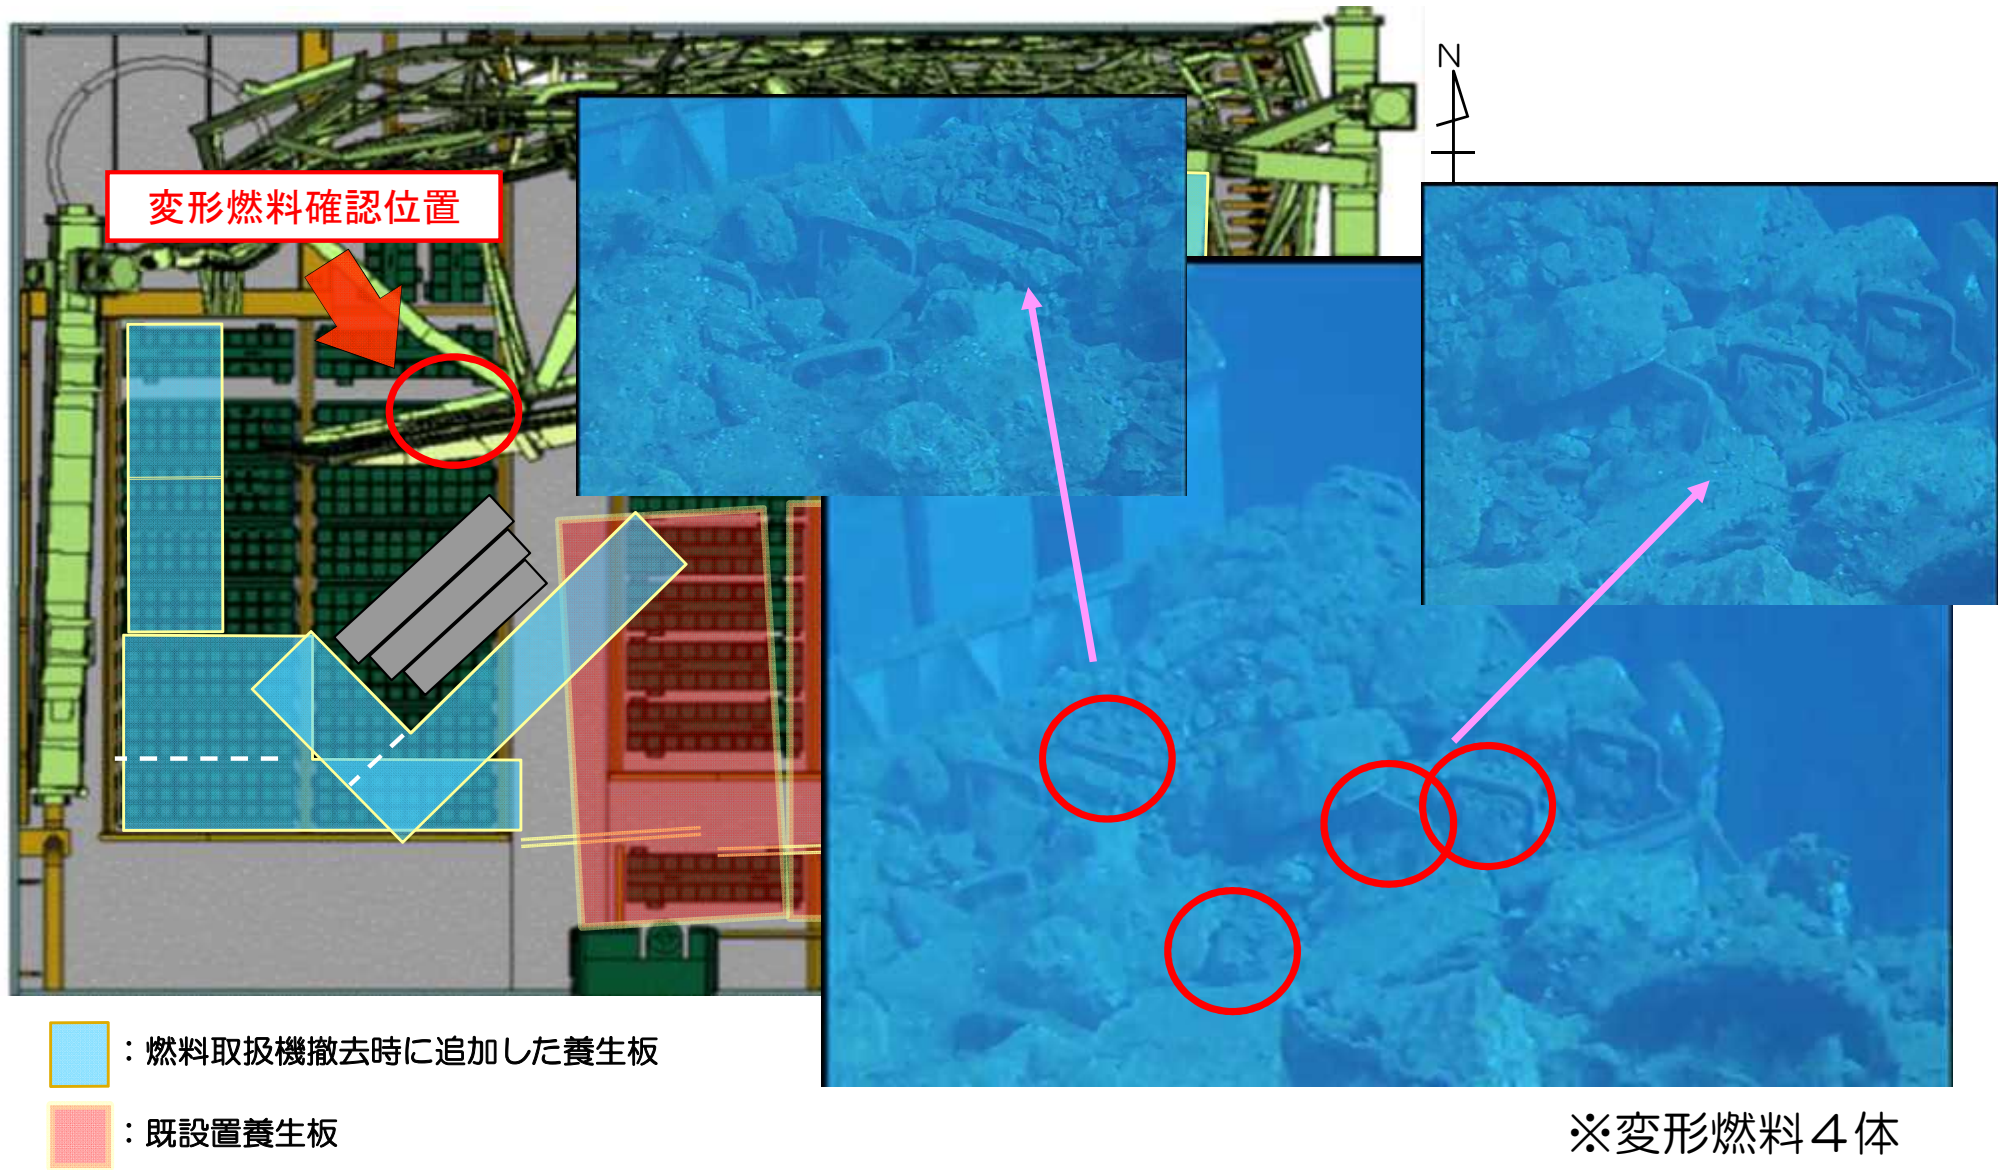 N
変形燃料確認位置
：燃料取扱機撤去時に追加した養生板
：既設置養生板
※変形燃料４体